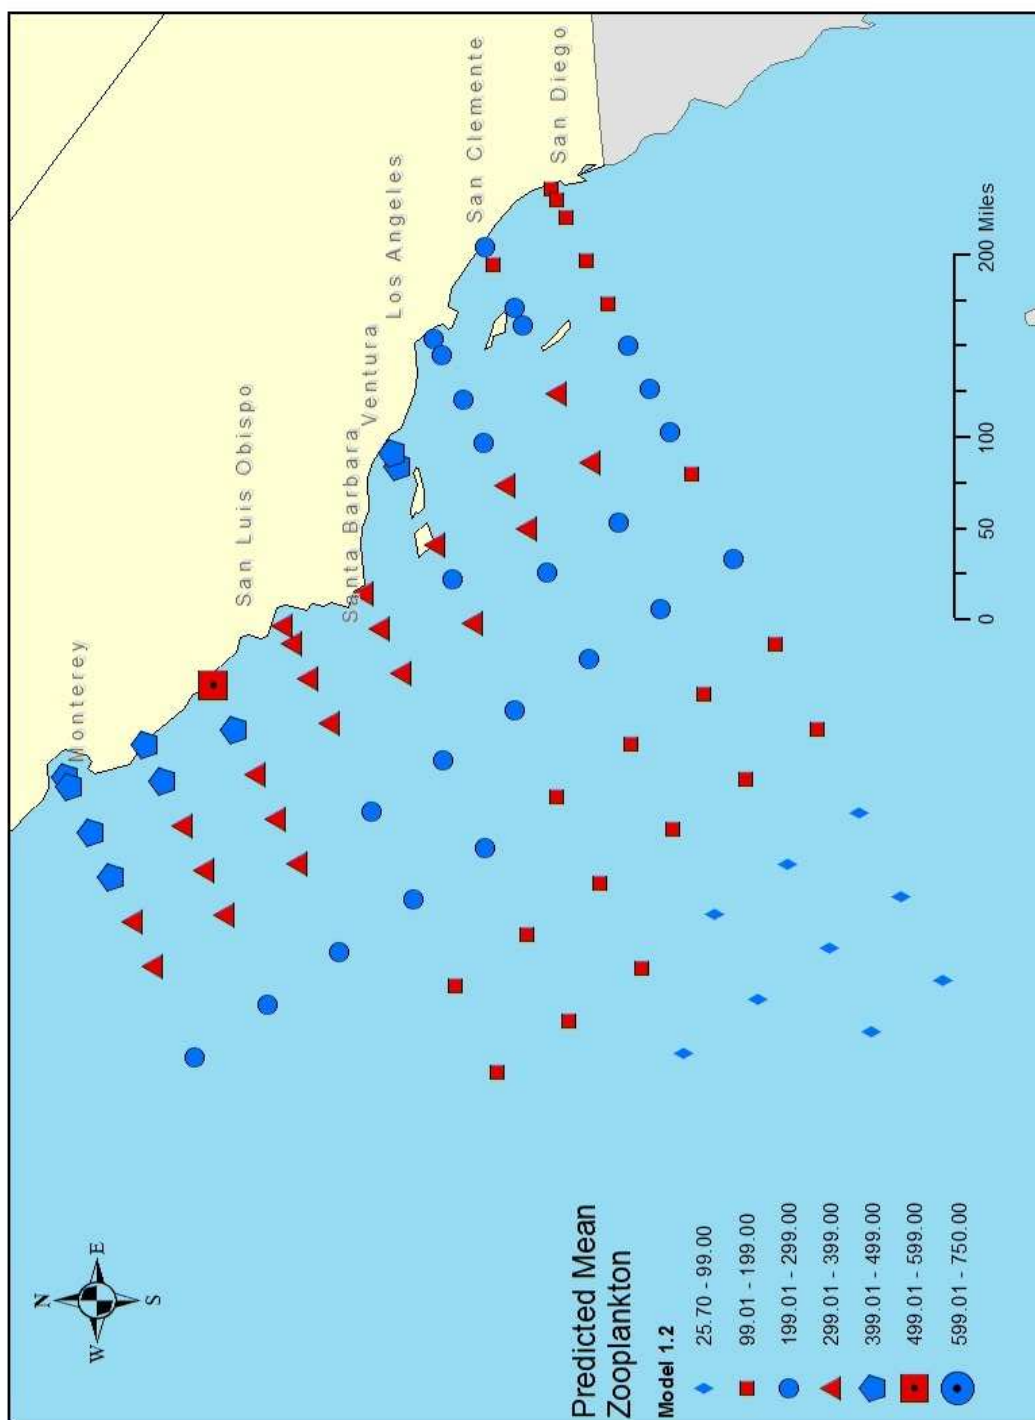 Monterey
San Luis Obispo
Santa Barbara
Ventura
Los Angeles
San Clemente
San Diego
N
W
E
S
Predicted Mean
Zooplankton
Model 1.2
25.70 - 99.00
99.01 - 199.00
199.01 - 299.00
299.01 - 399.00
399.01 - 499.00
499.01 - 599.00
599.01 - 750.00
0 50 100 200 Miles